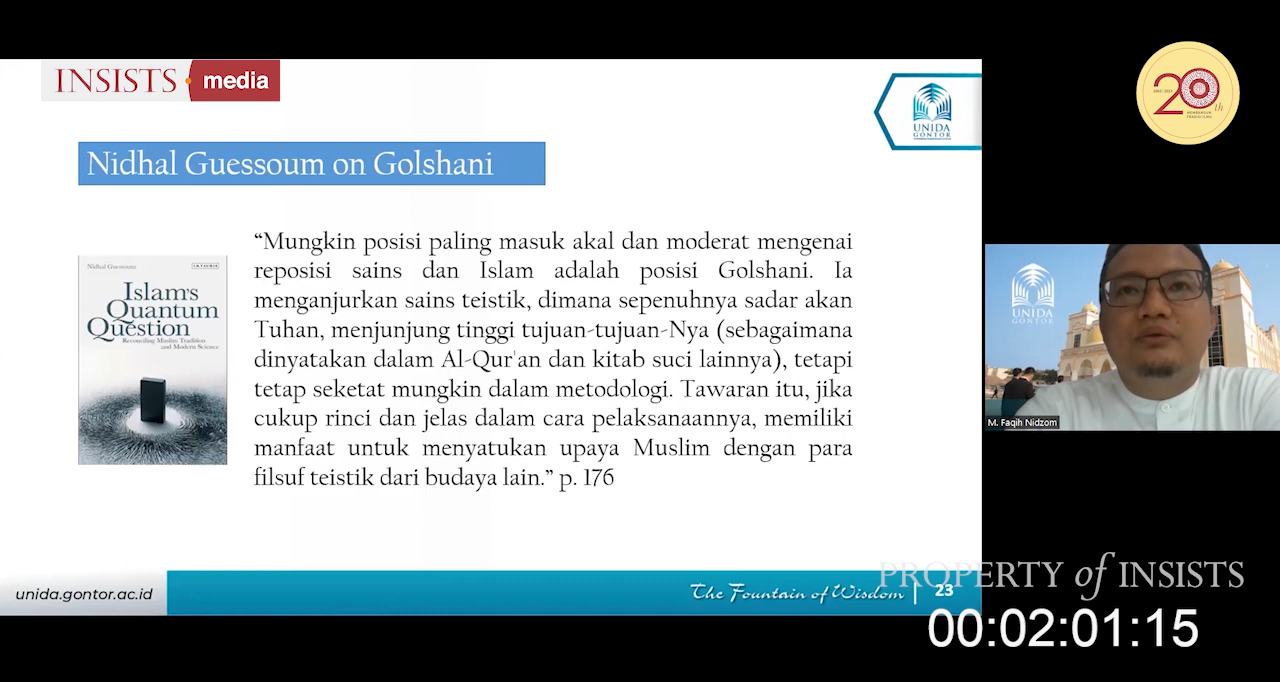 INSISTS media
UNIDA
GONTOR
20th
Nidhal Guessoum on Golshani
“Mungkin posisi paling masuk akal dan moderat mengenai
reposisi sains dan Islam adalah posisi Golshani. Ia
menganjurkan sains teistik, dimana sepenuhnya sadar akan
Tuhan, menjunjung tinggi tujuan-tujuan-Nya (sebagaimana
dinyatakan dalam Al-Qur'an dan kitab suci lainnya), tetapi
tetap seketat mungkin dalam metodologi. Tawaran itu, jika
cukup rinci dan jelas dalam cara pelaksanaannya, memiliki
manfaat untuk menyatukan upaya Muslim dengan para
filsuf teistik dari budaya lain.” p. 176
Nidhal Guessoum
Islam's
Quantum
Question
Reconciling Muslim Tradition
and Modern Science
UNIDA
GONTOR
M. Faqih Nidzom
unida.gontor.ac.id
The Fountain of Wisdom | 23
PROPERTY of INSISTS
00:02:01:15